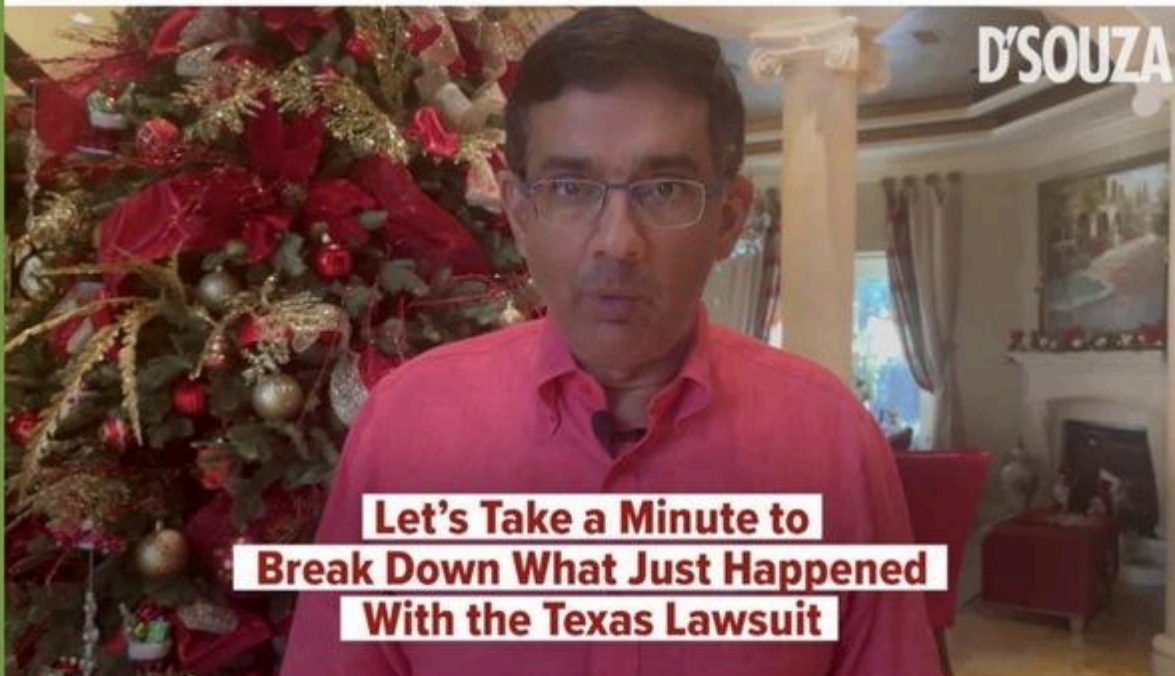 D'SOUZA
Let's Take a Minute to
Break Down What Just Happened
With the Texas Lawsuit